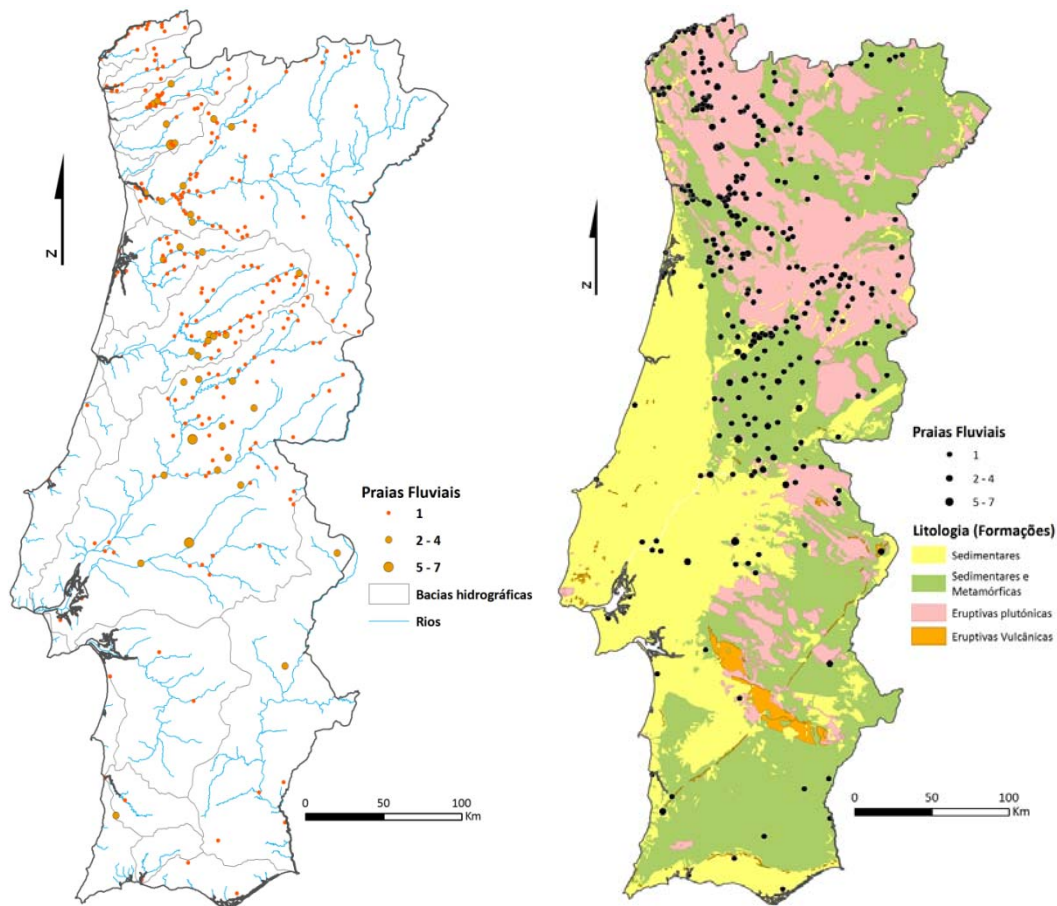 N
Praias Fluviais
1
2 - 4
5 - 7
Bacias hidrográficas
Rios
0 50 100
Km
N
Praias Fluviais
1
2 - 4
5 - 7
Litologia (Formações)
Sedimentares
Sedimentares e
Metamórficas
Eruptivas plutónicas
Eruptivas Vulcânicas
0 50 100
Km